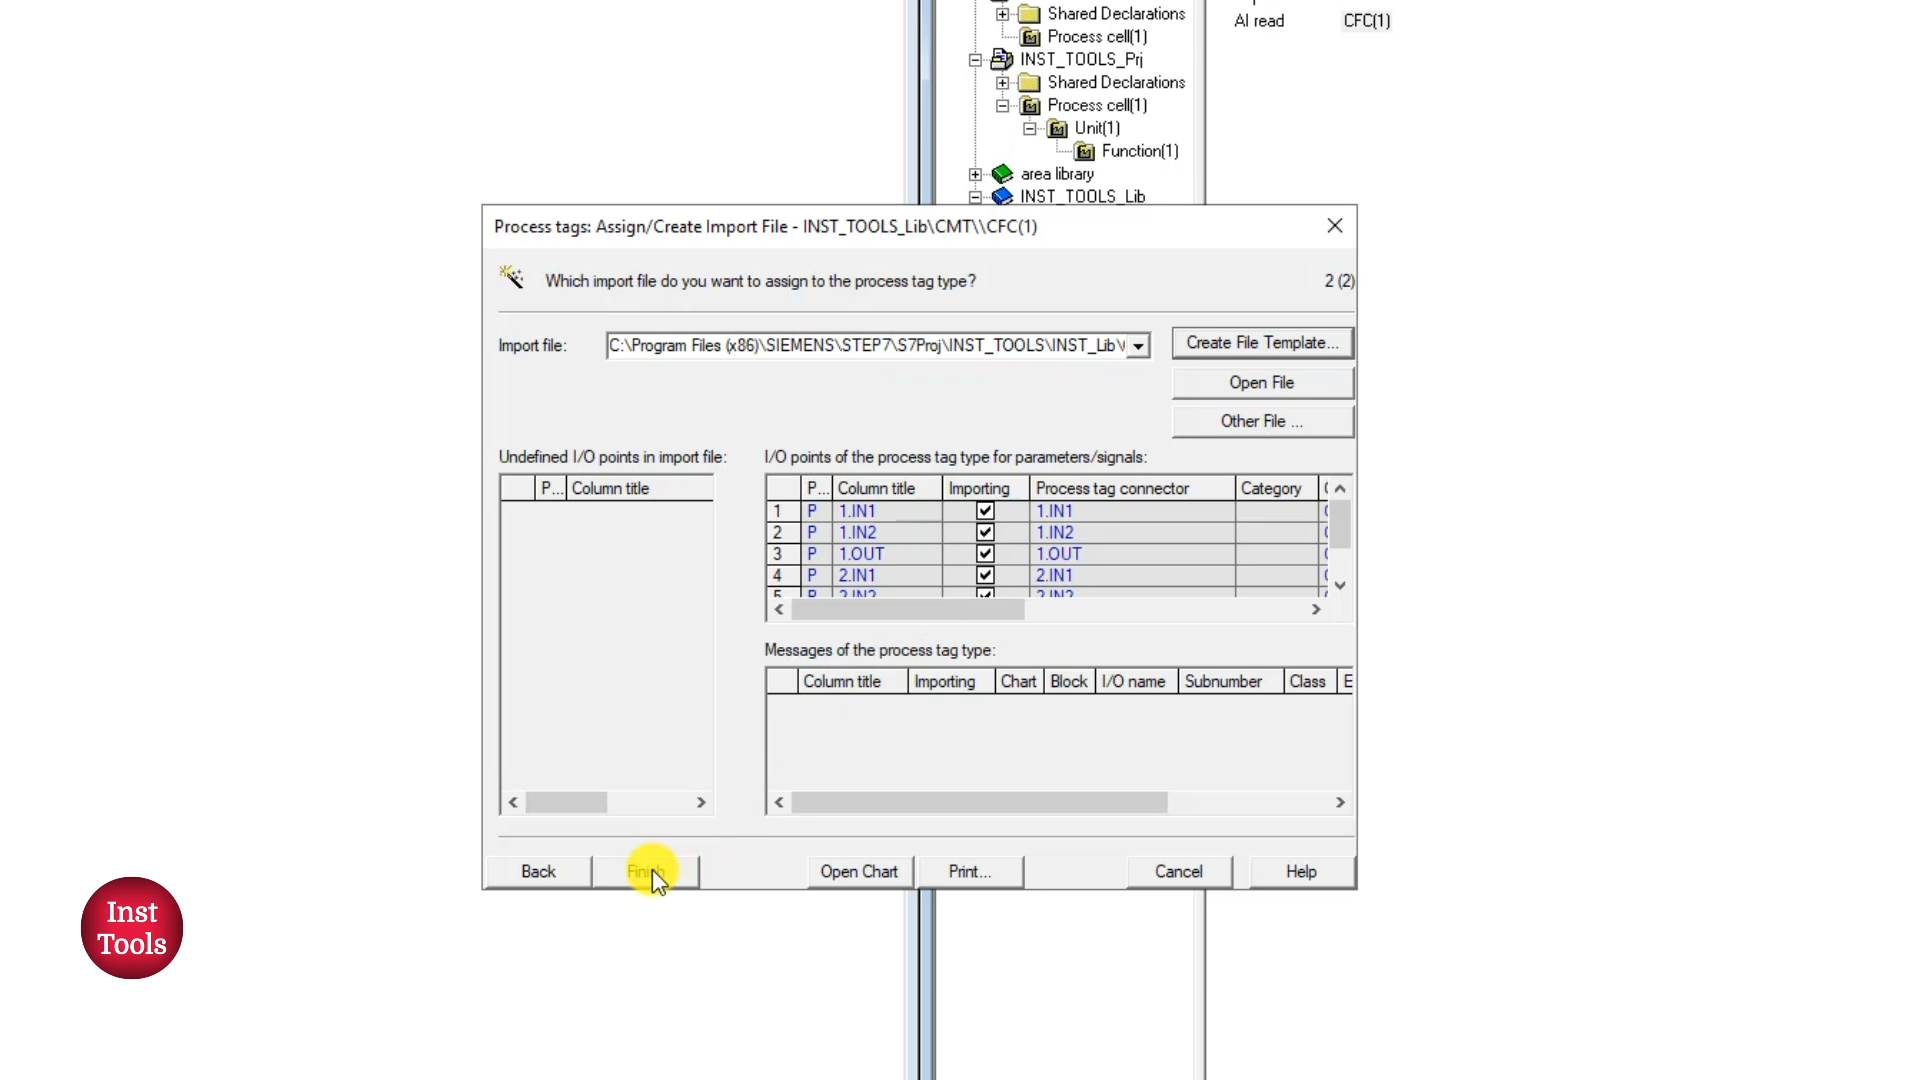 Shared Declarations
AI read CFC(1)
Process cell(1)
INST_TOOLS_Prj
Shared Declarations
Process cell(1)
Unit(1)
Function(1)
area library
INST_TOOLS_Lib
Process tags: Assign/Create Import File - INST_TOOLS_Lib\CMT\\CFC(1)
Which import file do you want to assign to the process tag type? 2 (2)
Import file: C:\Program Files (x86)\SIEMENS\STEP7\S7Proj\INST_TOOLS\INST_Lib\ Create File Template...
Open File
Other File ...
Undefined I/O points in import file: I/O points of the process tag type for parameters/signals:
P... Column title
P... Column title Importing Process tag connector Category
1 P 1.IN1 1.IN1
2 P 1.IN2 1.IN2
3 P 1.OUT 1.OUT
4 P 2.IN1 2.IN1
5 P 2.IN2 2.IN2
Messages of the process tag type:
Column title Importing Chart Block I/O name Subnumber Class E
Back Finish Open Chart Print... Cancel Help
Inst
Tools